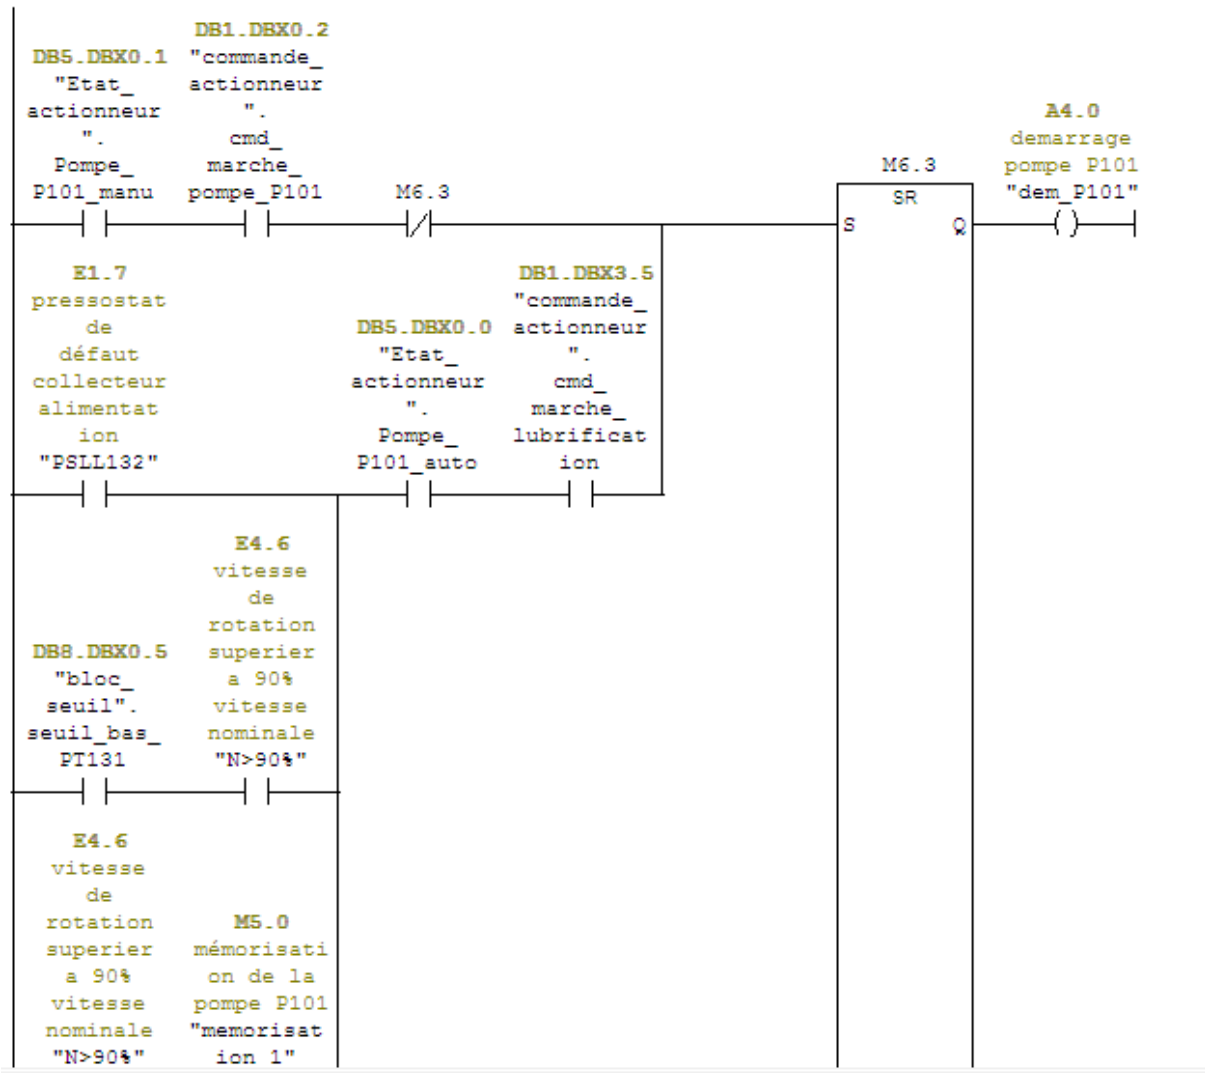 DB1.DBX0.2
DB5.DBX0.1 "commande_
"Etat_ actionneur
actionneur ".
". cmd_
Pompe_ marche_
P101_manu pompe_P101 M6.3
A4.0
demarrage
M6.3 pompe P101
SR "dem_P101"
S Q
E1.7 DB1.DBX3.5
pressostat "commande_
de DB5.DBX0.0 actionneur
défaut "Etat_ ".
collecteur actionneur cmd_
alimentat ". marche_
ion Pompe_ lubrificat
"PSLL132" P101_auto ion
E4.6
vitesse
de
rotation
DB8.DBX0.5 superier
"bloc_ a 90%
seuil". vitesse
seuil_bas_ nominale
PT131 "N>90%"
E4.6
vitesse
de
rotation M5.0
superier mémorisati
a 90% on de la
vitesse pompe P101
nominale "memorisat
"N>90%" ion 1"